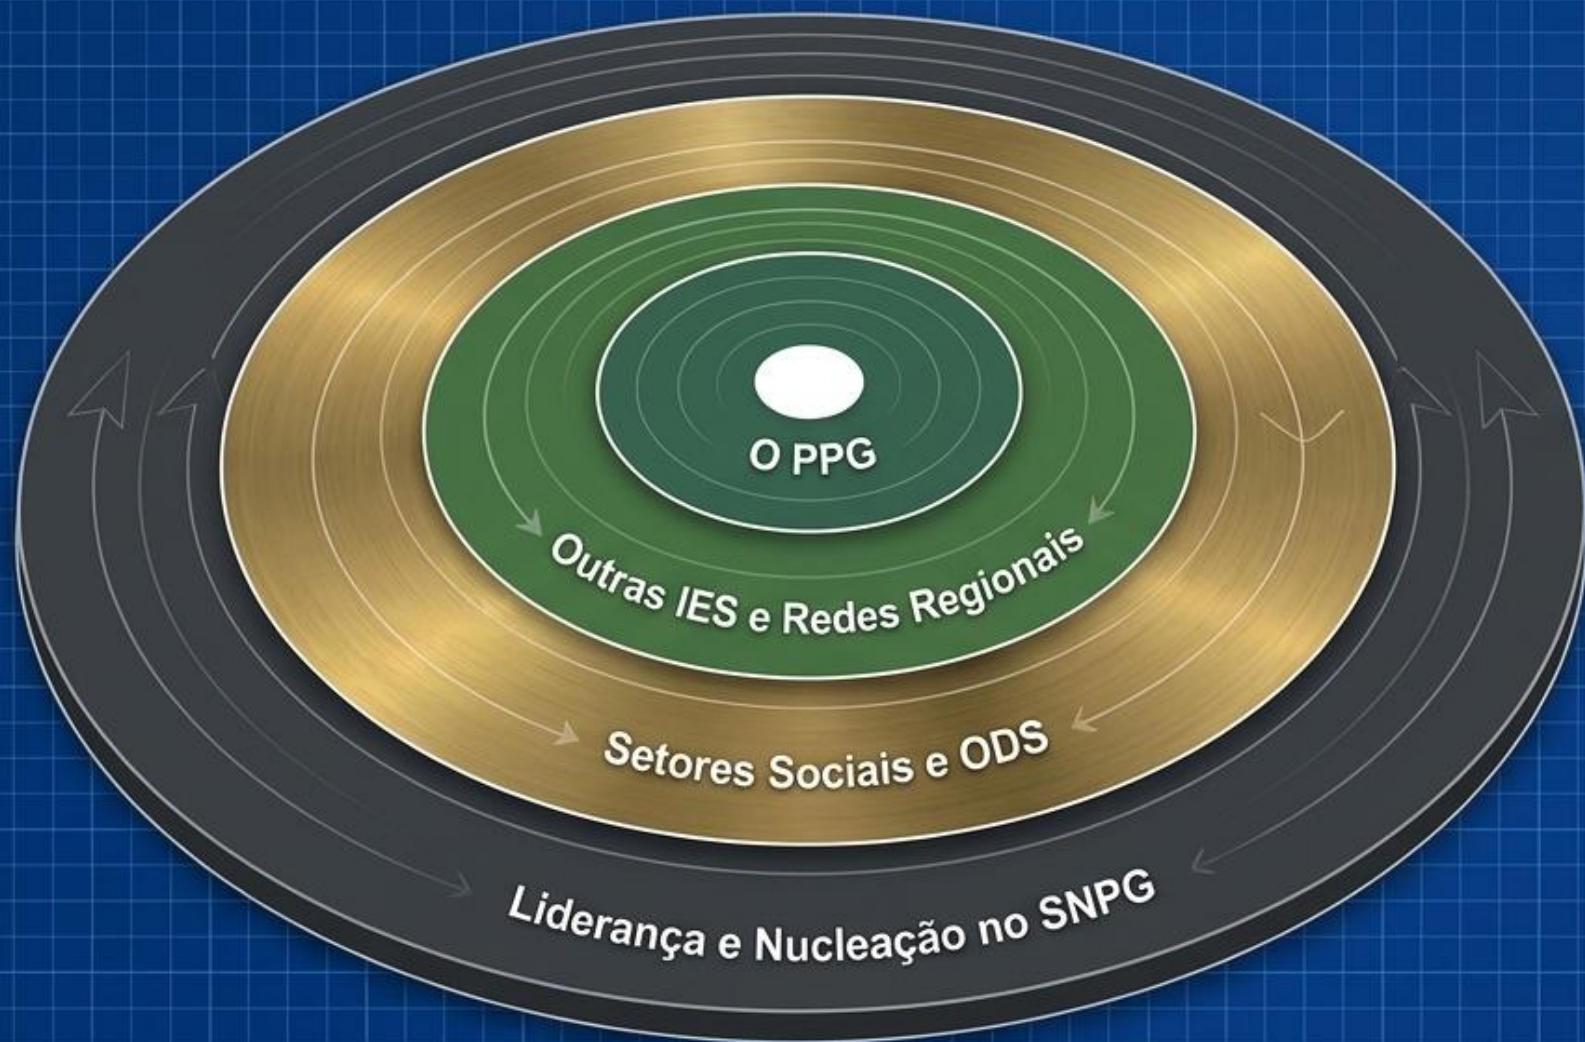 O PPG
Outras IES e Redes Regionais
Setores Sociais e ODS
Liderança e Nucleação no SNPG